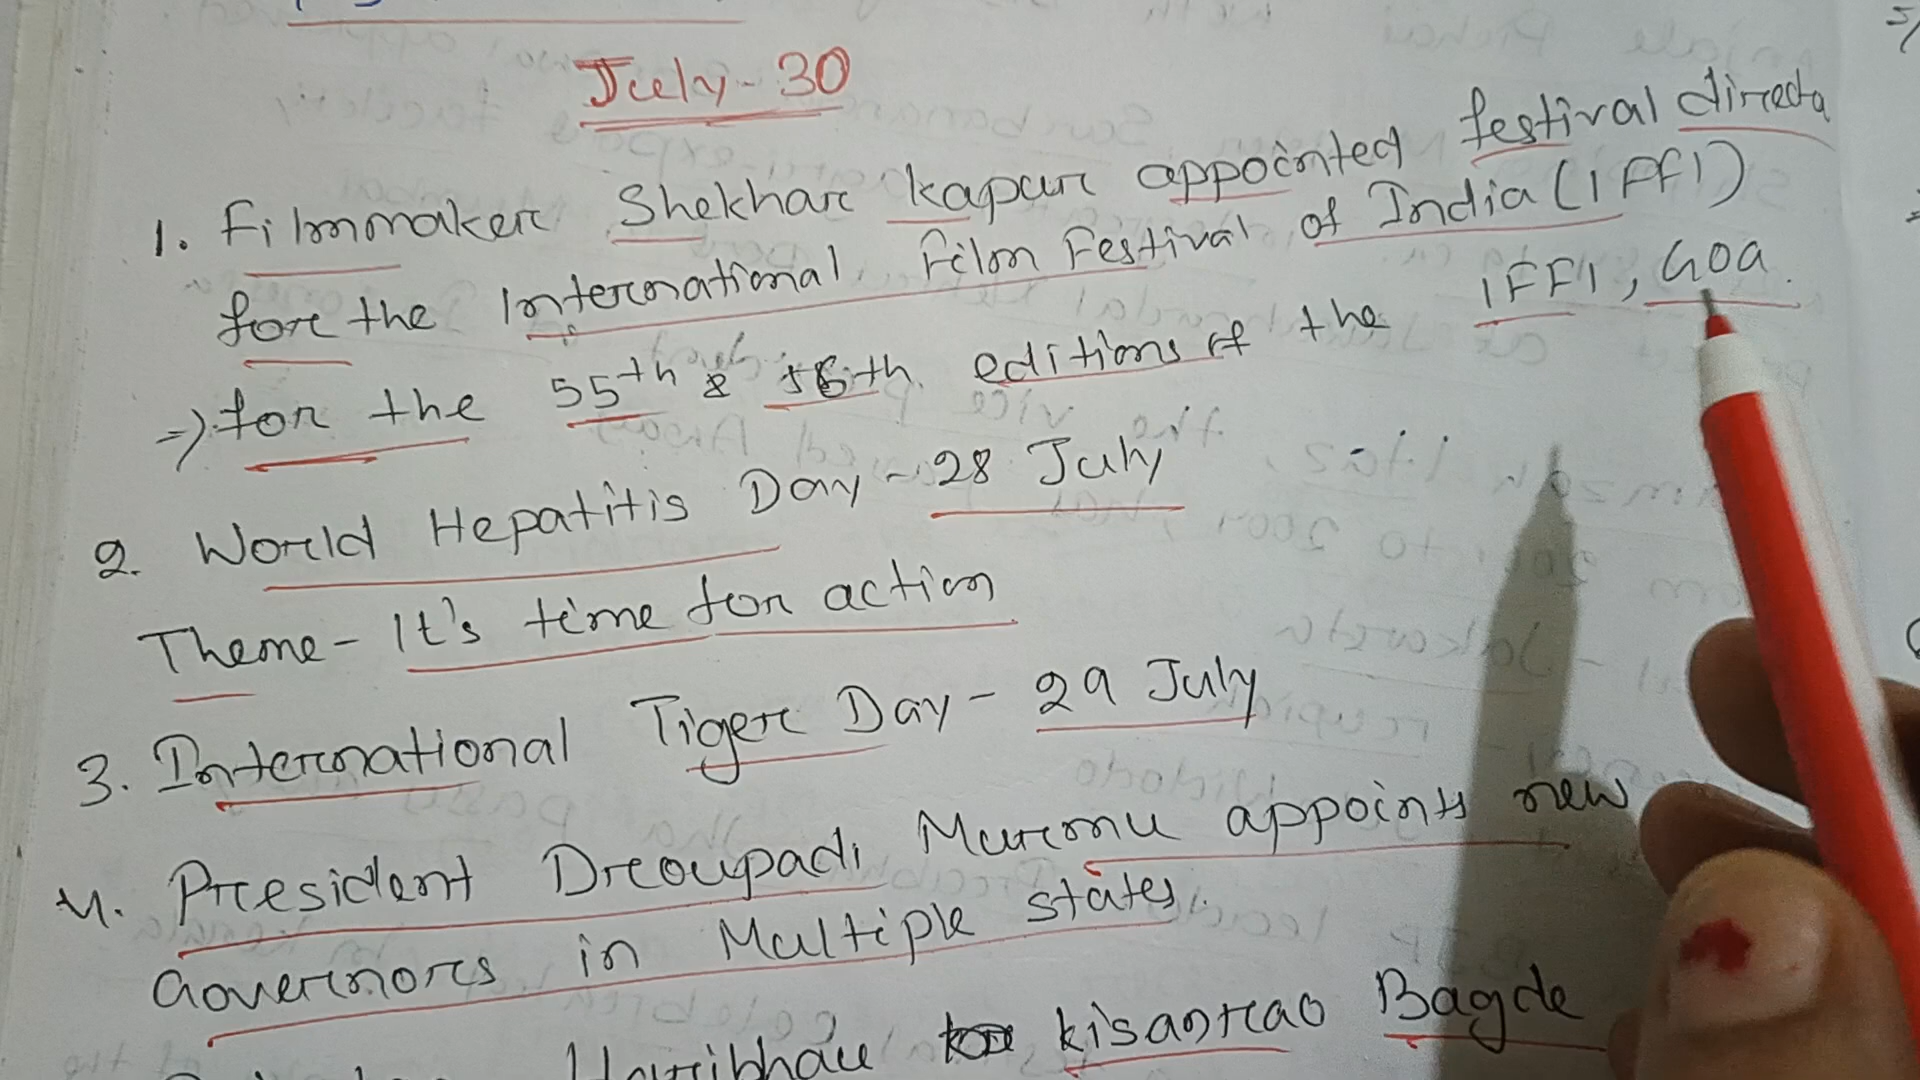 July-30
1. Filmmaker Shekhar Kapur appointed festival directo
for the International Film Festival of India (IFFI)
⇒ for the 55th & 56th editions of the IFFI, Goa.
2. World Hepatitis Day - 28 July
Theme - It's time for action
3. International Tiger Day - 29 July
4. President Droupadi Murmu appoints new
Governors in Multiple states.
Haribhau Kisanrao Bagde